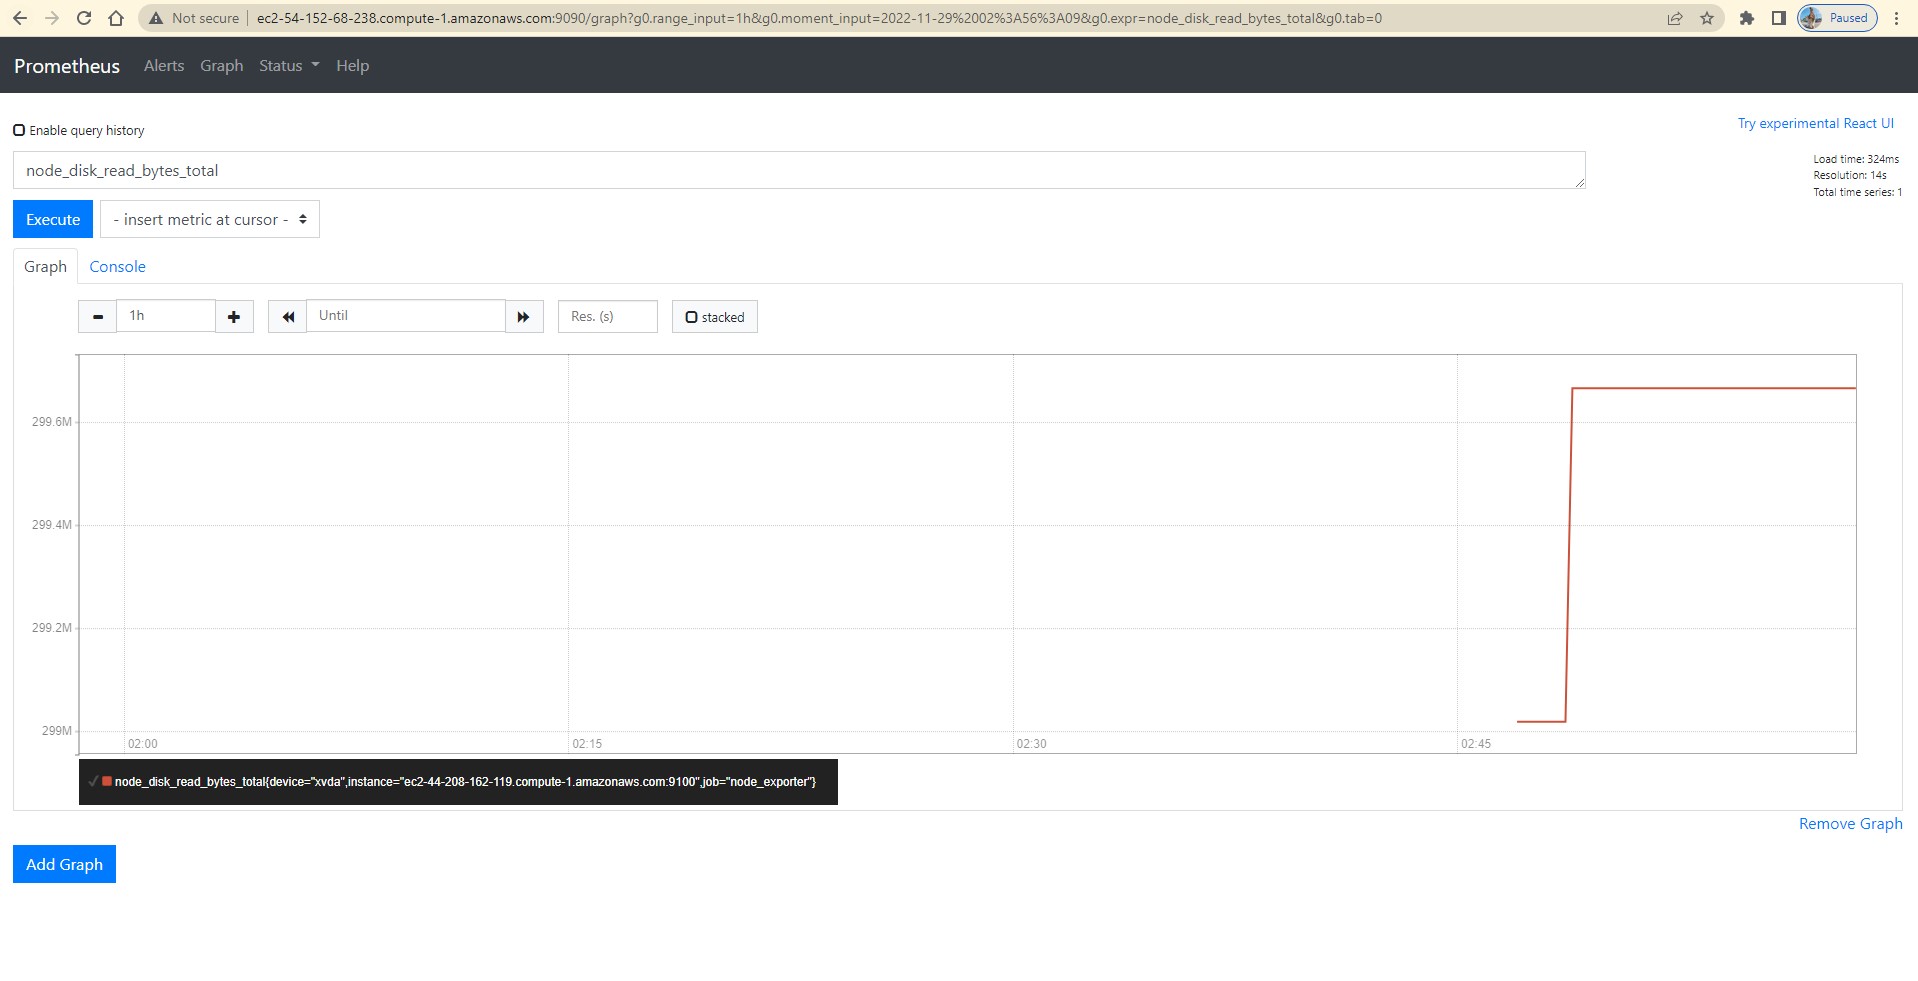 Not secure ec2-54-152-68-238.compute-1.amazonaws.com:9090/graph?g0.range_input=1h&g0.moment_input=2022-11-29%2002%3A56%3A09&g0.expr=node_disk_read_bytes_total&g0.tab=0 Paused
Prometheus Alerts Graph Status Help
Enable query history
Try experimental React UI
node_disk_read_bytes_total
Load time: 324ms
Resolution: 14s
Total time series: 1
Execute - insert metric at cursor -
Graph Console
1h Until Res. (s) stacked
299.6M
299.4M
299.2M
299M
02:00 02:15 02:30 02:45
node_disk_read_bytes_total{device="xvda",instance="ec2-44-208-162-119.compute-1.amazonaws.com:9100",job="node_exporter"}
Remove Graph
Add Graph